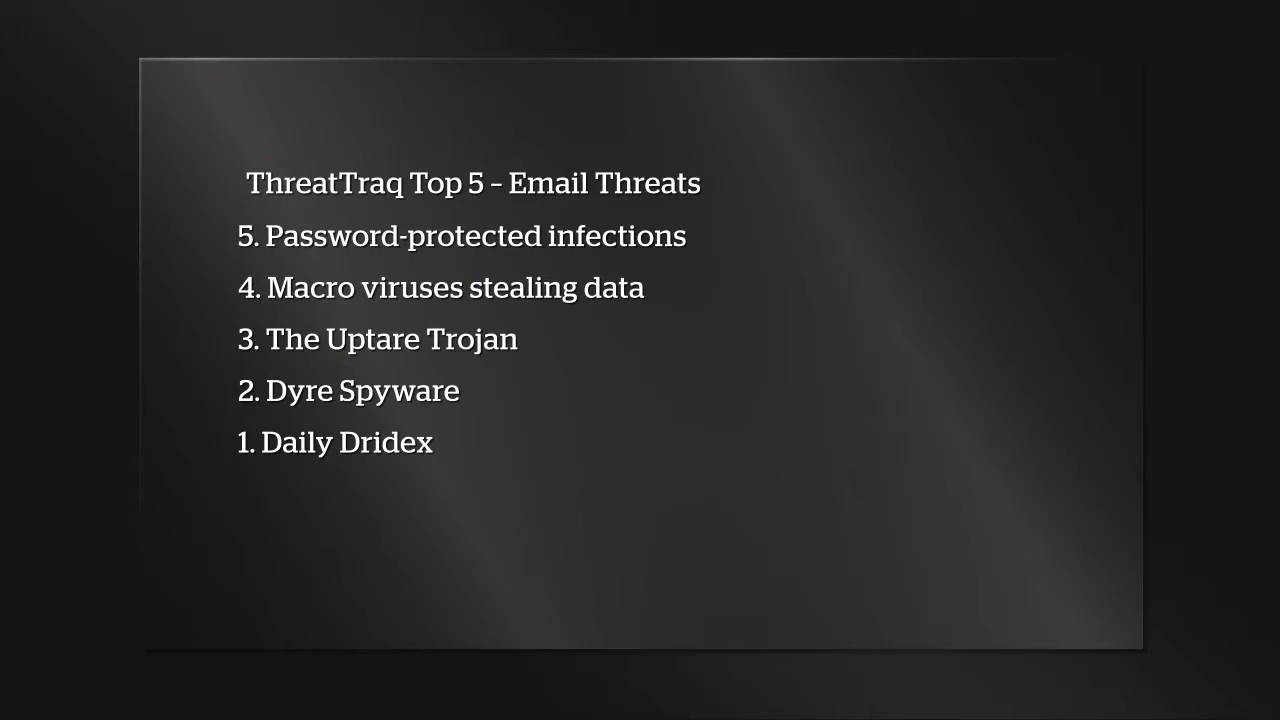 ThreatTraq Top 5 – Email Threats
5. Password-protected infections
4. Macro viruses stealing data
3. The Uptare Trojan
2. Dyre Spyware
1. Daily Dridex